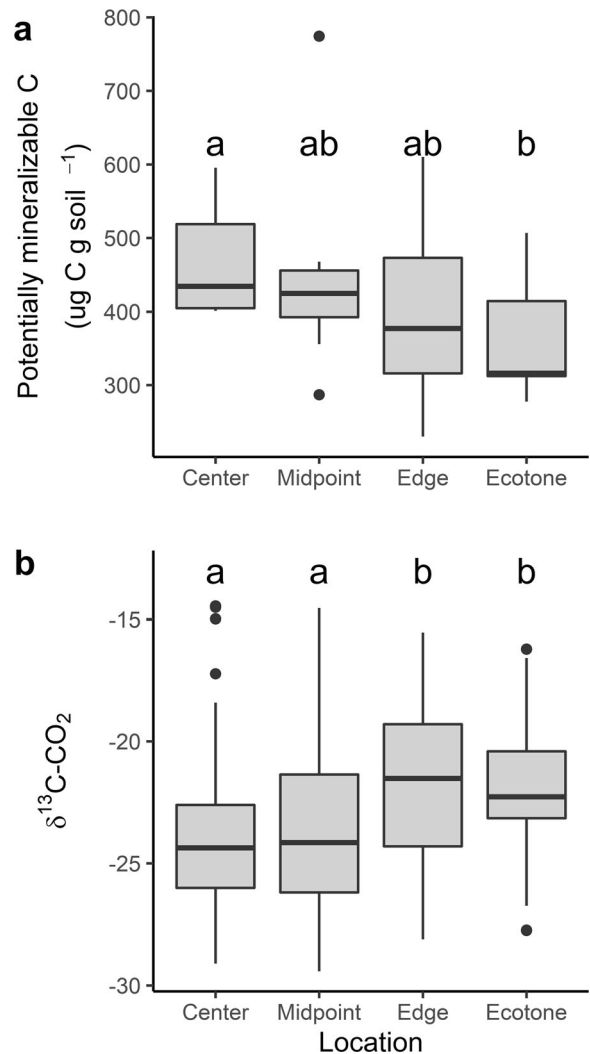 a
Potentially mineralizable C
(ug C g soil ⁻¹)
800
700
600
500
400
300
a ab ab b
Center Midpoint Edge Ecotone
b
δ¹³C-CO₂
-15
-20
-25
-30
a a b b
Center Midpoint Edge Ecotone
Location